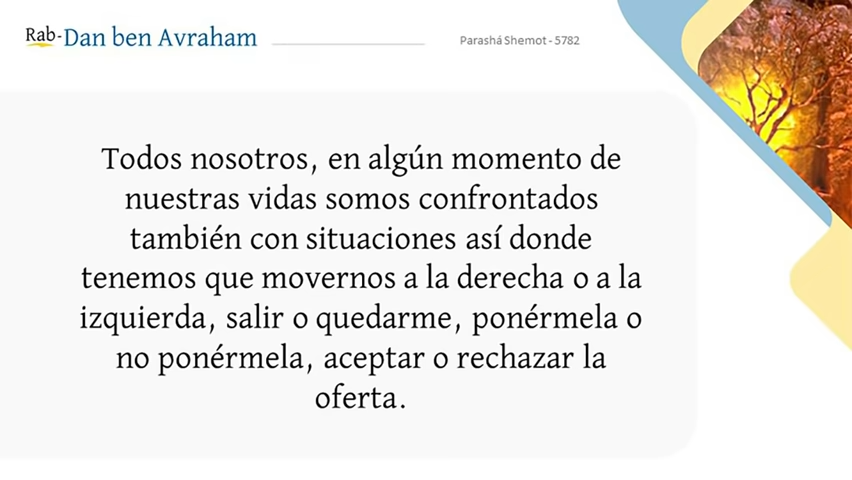 Rab-Dan ben Avraham
Parashá Shemot - 5782
Todos nosotros, en algún momento de
nuestras vidas somos confrontados
también con situaciones así donde
tenemos que movernos a la derecha o a la
izquierda, salir o quedarme, ponérmela o
no ponérmela, aceptar o rechazar la
oferta.